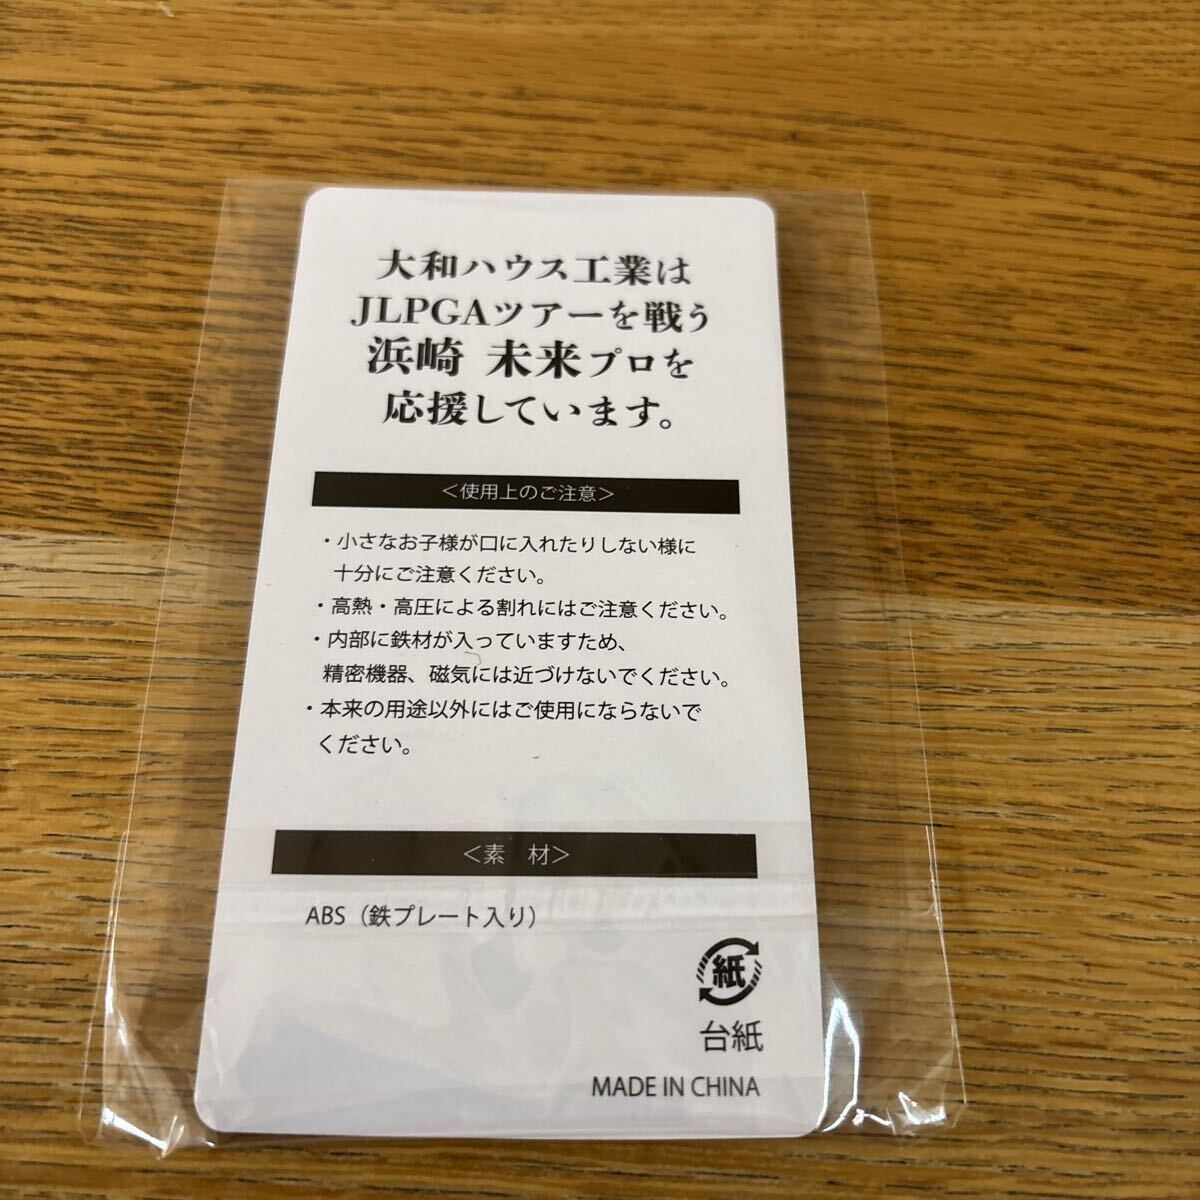 大和ハウス工業は
JLPGAツアーを戦う
浜崎 未来プロを
応援しています。
＜使用上のご注意＞
・小さなお子様が口に入れたりしない様に
十分にご注意ください。
・高熱・高圧による割れにはご注意ください。
・内部に鉄材が入っていますため、
精密機器、磁気には近づけないでください。
・本来の用途以外にはご使用にならないで
ください。
＜素　材＞
ABS（鉄プレート入り）
紙
台紙
MADE IN CHINA